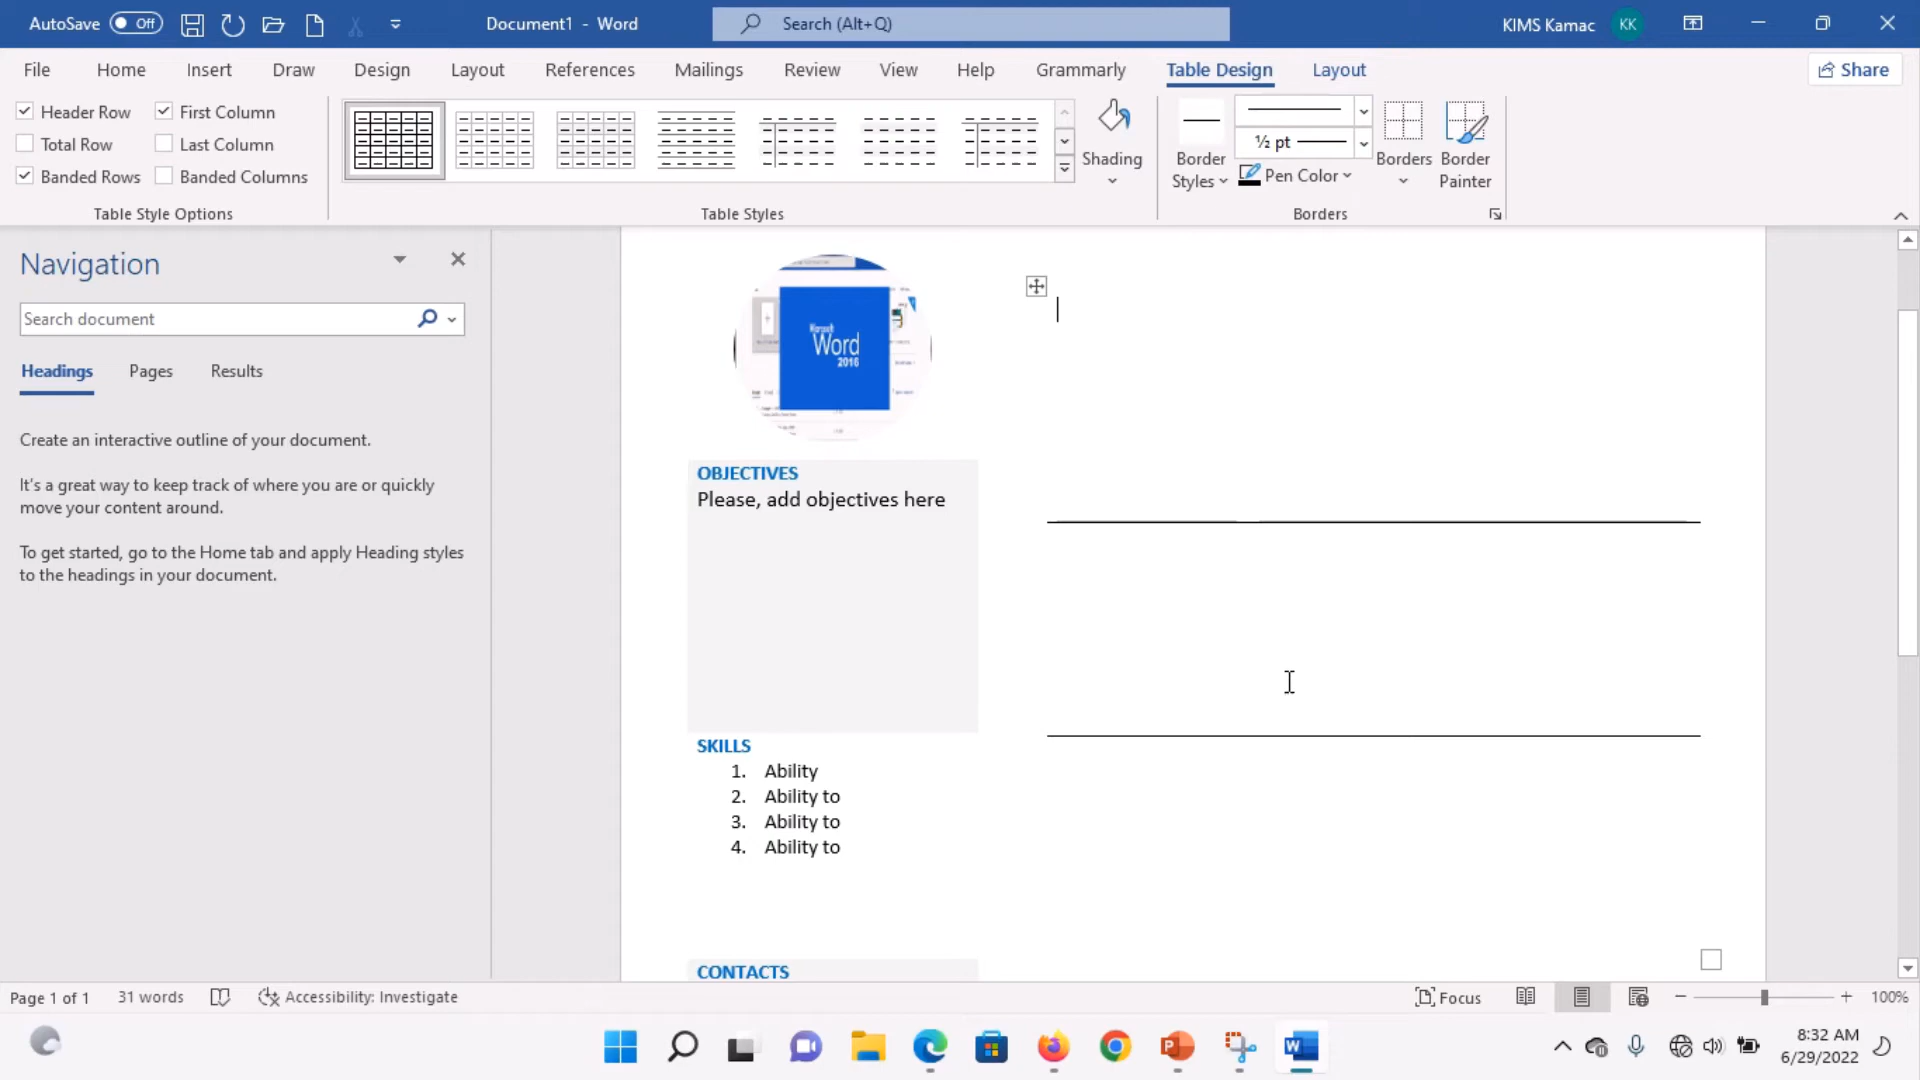 AutoSave Off Document1 - Word Search (Alt+Q) KIMS Kamac KK
File Home Insert Draw Design Layout References Mailings Review View Help Grammarly Table Design Layout Share
Header Row First Column
Total Row Last Column
Banded Rows Banded Columns
Table Style Options
Table Styles
Shading
Border Styles
½ pt
Pen Color
Borders
Border Painter
Borders
Navigation
Search document
Headings Pages Results
Create an interactive outline of your document.
It's a great way to keep track of where you are or quickly
move your content around.
To get started, go to the Home tab and apply Heading styles
to the headings in your document.
Microsoft
Word
2016
OBJECTIVES
Please, add objectives here
SKILLS
1. Ability
2. Ability to
3. Ability to
4. Ability to
CONTACTS
Page 1 of 1 31 words Accessibility: Investigate Focus 100%
8:32 AM
6/29/2022